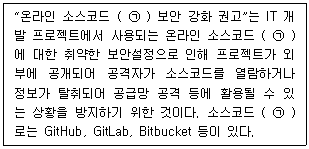 “온라인 소스코드 ( ㉠ ) 보안 강화 권고”는 IT 개
발 프로젝트에서 사용되는 온라인 소스코드 ( ㉠ )
에 대한 취약한 보안설정으로 인해 프로젝트가 외
부에 공개되어 공격자가 소스코드를 열람하거나
정보가 탈취되어 공급망 공격 등에 활용될 수 있
는 상황을 방지하기 위한 것이다. 소스코드 ( ㉠ )
로는 GitHub, GitLab, Bitbucket 등이 있다.